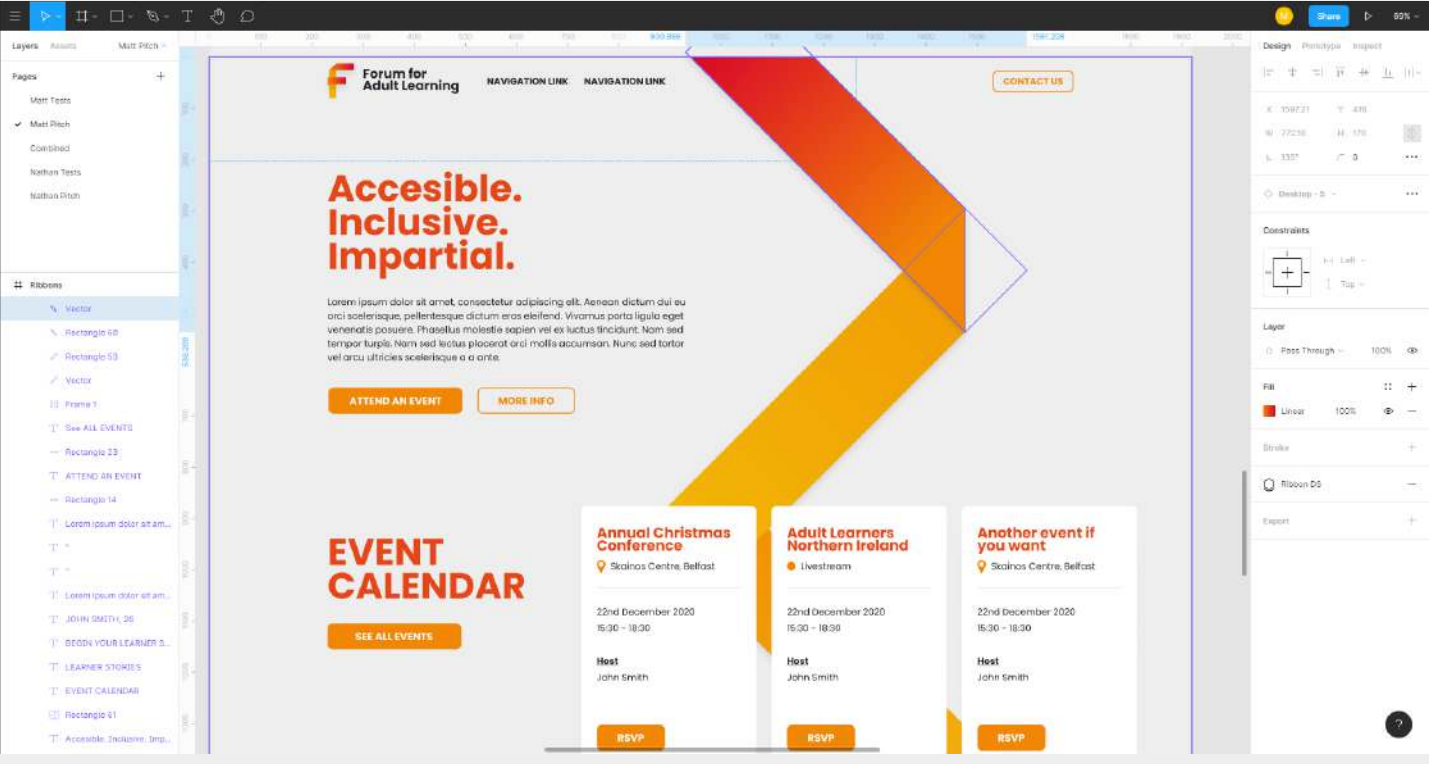 Share
69%
Layers
Assets
Matt Pitch
Pages
Matt Tests
Matt Pitch
Combined
Nathan Tests
Nathan Pitch
Ribbons
Vector
Rectangle 60
Rectangle 59
Vector
Frame 1
See ALL EVENTS
Rectangle 23
ATTEND AN EVENT
Rectangle 14
Lorem ipsum dolor sit am...
"
"
Lorem ipsum dolor sit am...
JOHN SMITH, 26
BEGIN YOUR LEARNER S...
LEARNER STORIES
EVENT CALENDAR
Rectangle 61
Accesible. Inclusive. Imp...
Forum for
Adult Learning
NAVIGATION LINK
NAVIGATION LINK
CONTACT US
Accesible.
Inclusive.
Impartial.
Lorem ipsum dolor sit amet, consectetur adipiscing elit. Aenean dictum dui eu
orci scelerisque, pellentesque dictum eros eleifend. Vivamus porta ligula eget
venenatis posuere. Phasellus molestie sapien vel ex luctus tincidunt. Nam sed
tempor turpis. Nam sed lectus placerat orci mollis accumsan. Nunc sed tortor
vel arcu ultricies scelerisque a a ante.
ATTEND AN EVENT
MORE INFO
EVENT
CALENDAR
SEE ALL EVENTS
Annual Christmas
Conference
Skainos Centre, Belfast
22nd December 2020
15:30 - 18:30
Host
John Smith
RSVP
Adult Learners
Northern Ireland
Livestream
22nd December 2020
15:30 - 18:30
Host
John Smith
RSVP
Another event if
you want
Skainos Centre, Belfast
22nd December 2020
15:30 - 18:30
Host
John Smith
RSVP
Design
Prototype
Inspect
X 1597.21
Y
W
H 176
0
Desktop - 5
Constraints
Left
Top
Layer
Pass Through
100%
Fill
Linear
100%
Stroke
Ribbon DS
Export
?